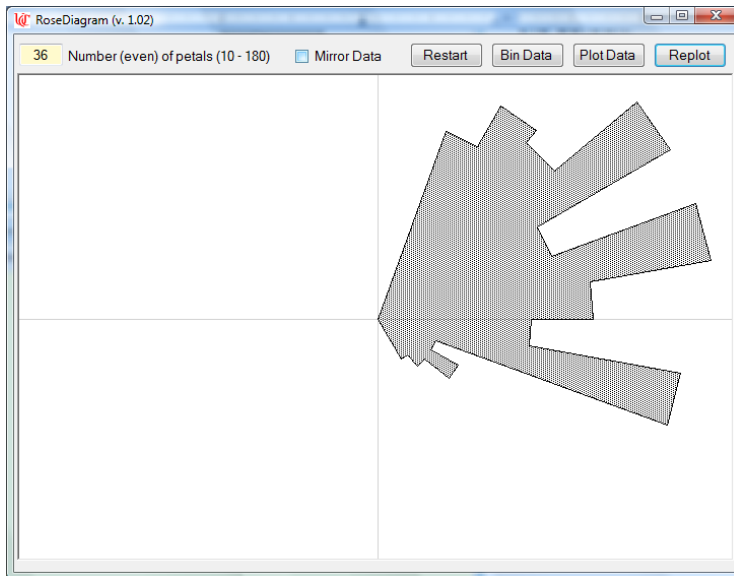 RoseDiagram (v. 1.02)
36 Number (even) of petals (10 - 180) Mirror Data Restart Bin Data Plot Data Replot